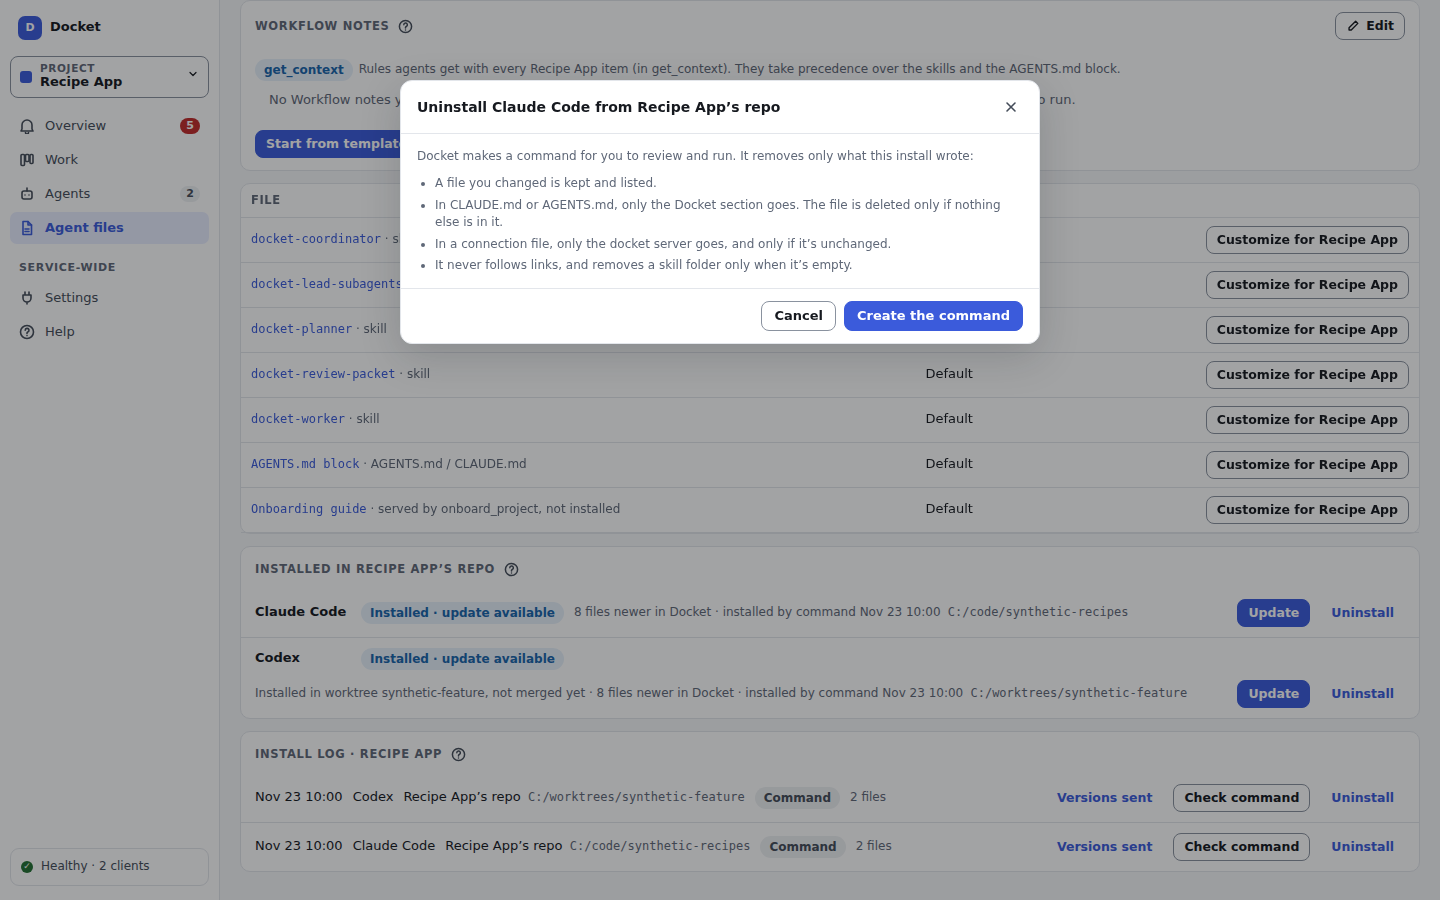 D Docket
PROJECT
Recipe App
Overview 5
Work
Agents 2
Agent files
SERVICE-WIDE
Settings
Help
Healthy · 2 clients
WORKFLOW NOTES
Edit
get_context Rules agents get with every Recipe App item (in get_context). They take precedence over the skills and the AGENTS.md block.
No Workflow notes
run.
Start from
Uninstall Claude Code from Recipe App’s repo
Docket makes a command for you to review and run. It removes only what this install wrote:
• A file you changed is kept and listed.
• In CLAUDE.md or AGENTS.md, only the Docket section goes. The file is deleted only if nothing
else is in it.
• In a connection file, only the docket server goes, and only if it’s unchanged.
• It never follows links, and removes a skill folder only when it’s empty.
Cancel Create the command
FILE
docket-coordinator · Customize for Recipe App
docket-lead-subagents Customize for Recipe App
docket-planner · skill Customize for Recipe App
docket-review-packet · skill Default Customize for Recipe App
docket-worker · skill Default Customize for Recipe App
AGENTS.md block · AGENTS.md / CLAUDE.md Default Customize for Recipe App
Onboarding guide · served by onboard_project, not installed Default Customize for Recipe App
INSTALLED IN RECIPE APP’S REPO
Claude Code Installed · update available 8 files newer in Docket · installed by command Nov 23 10:00 C:/code/synthetic-recipes Update Uninstall
Codex Installed · update available
Installed in worktree synthetic-feature, not merged yet · 8 files newer in Docket · installed by command Nov 23 10:00 C:/worktrees/synthetic-feature Update Uninstall
INSTALL LOG · RECIPE APP
Nov 23 10:00 Codex Recipe App’s repo C:/worktrees/synthetic-feature Command 2 files Versions sent Check command Uninstall
Nov 23 10:00 Claude Code Recipe App’s repo C:/code/synthetic-recipes Command 2 files Versions sent Check command Uninstall